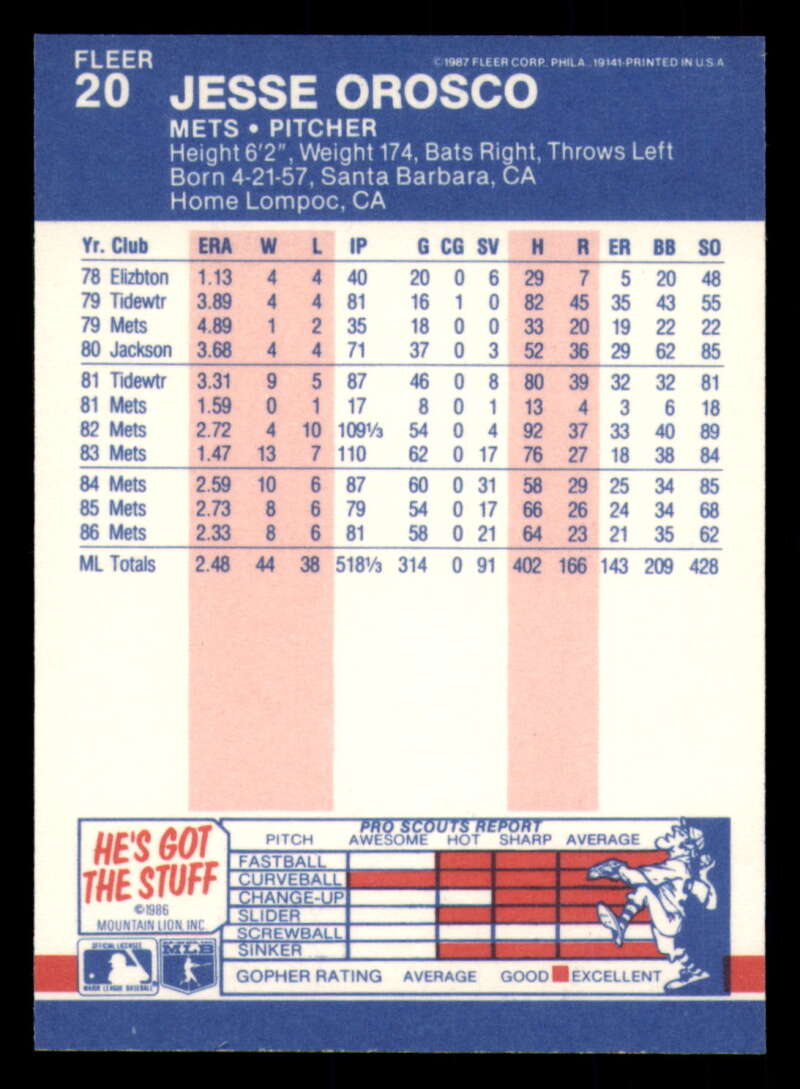 FLEER
20
©1987 FLEER CORP. PHILA., 19141-PRINTED IN U.S.A.
JESSE OROSCO
METS • PITCHER
Height 6'2", Weight 174, Bats Right, Throws Left
Born 4-21-57, Santa Barbara, CA
Home Lompoc, CA
Yr. Club ERA W L IP G CG SV H R ER BB SO
78 Elizbton 1.13 4 4 40 20 0 6 29 7 5 20 48
79 Tidewtr 3.89 4 4 81 16 1 0 82 45 35 43 55
79 Mets 4.89 1 2 35 18 0 0 33 20 19 22 22
80 Jackson 3.68 4 4 71 37 0 3 52 36 29 62 85
81 Tidewtr 3.31 9 5 87 46 0 8 80 39 32 32 81
81 Mets 1.59 0 1 17 8 0 1 13 4 3 6 18
82 Mets 2.72 4 10 109⅓ 54 0 4 92 37 33 40 89
83 Mets 1.47 13 7 110 62 0 17 76 27 18 38 84
84 Mets 2.59 10 6 87 60 0 31 58 29 25 34 85
85 Mets 2.73 8 6 79 54 0 17 66 26 24 34 68
86 Mets 2.33 8 6 81 58 0 21 64 23 21 35 62
ML Totals 2.48 44 38 518⅓ 314 0 91 402 166 143 209 428
HE'S GOT
THE STUFF
©1986
MOUNTAIN LION, INC.
OFFICIAL LICENSEE
MAJOR LEAGUE BASEBALL
MLB
PRO SCOUTS REPORT
PITCH AWESOME HOT SHARP AVERAGE
FASTBALL
CURVEBALL
CHANGE-UP
SLIDER
SCREWBALL
SINKER
GOPHER RATING AVERAGE GOOD EXCELLENT